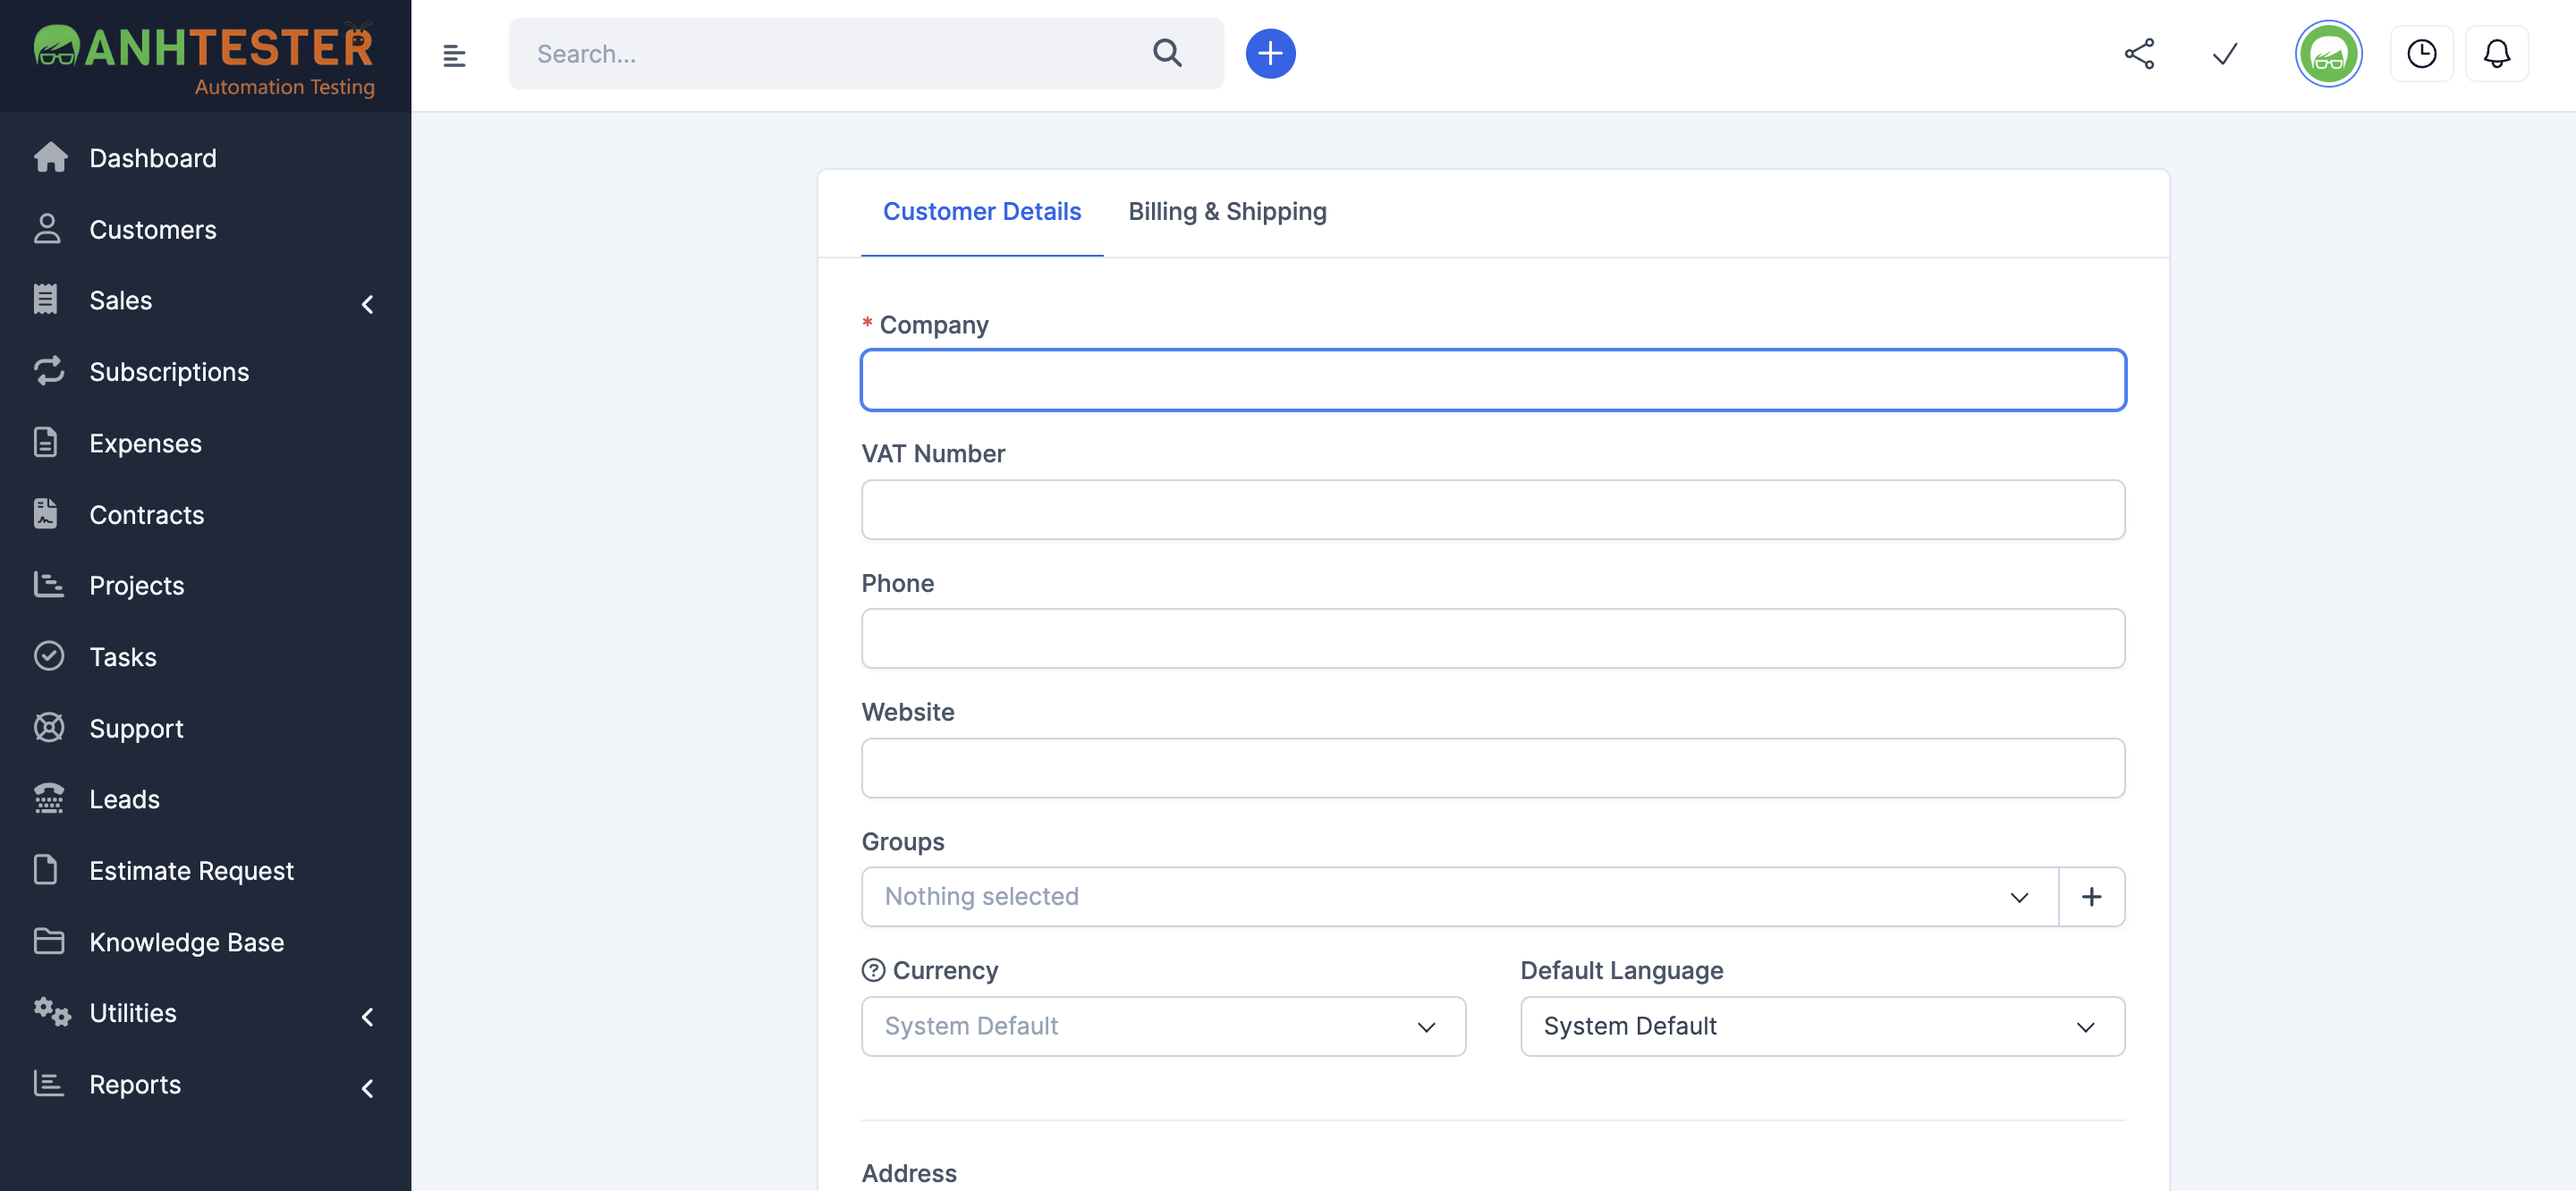 ANHTESTER
Automation Testing
Dashboard
Customers
Sales
Subscriptions
Expenses
Contracts
Projects
Tasks
Support
Leads
Estimate Request
Knowledge Base
Utilities
Reports
Search...
Customer Details
Billing & Shipping
* Company
VAT Number
Phone
Website
Groups
Nothing selected
Currency
System Default
Default Language
System Default
Address